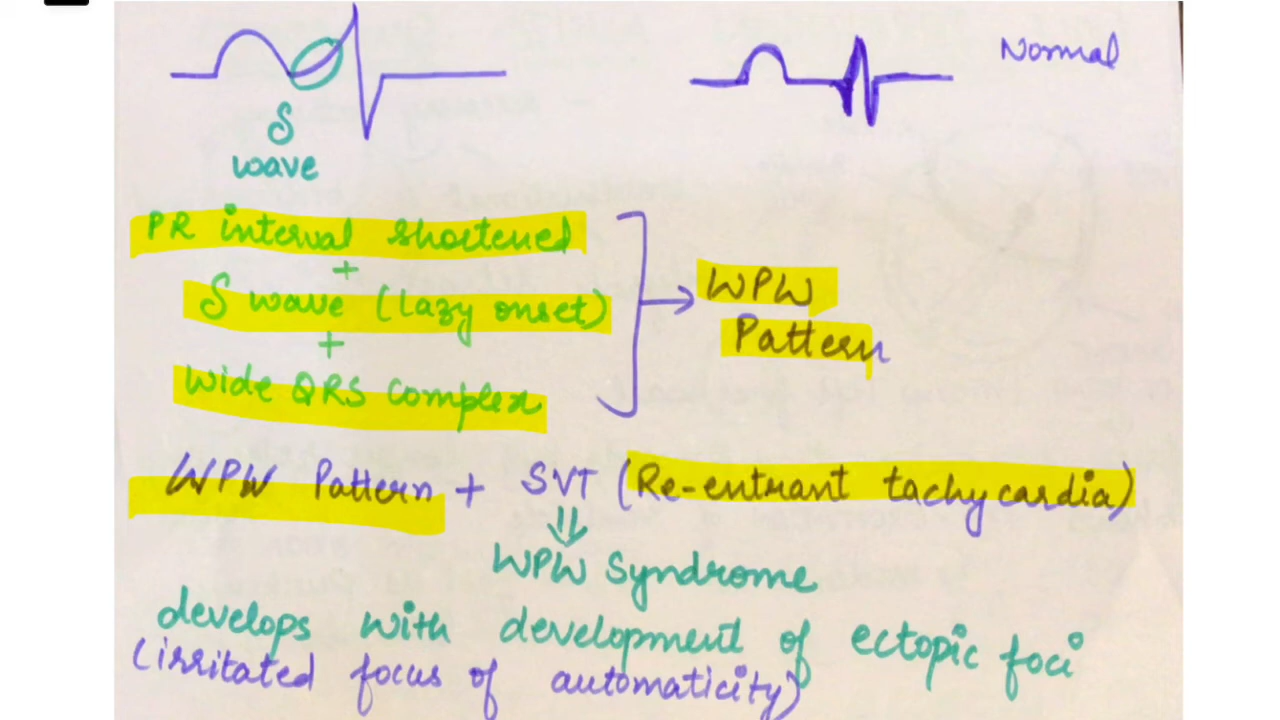 Normal
δ
wave
PR interval shortened
+
δ wave (lazy onset)
+
Wide QRS Complex
WPW
Pattern
WPW Pattern + SVT (Re-entrant tachycardia)
WPW Syndrome
develops with development of ectopic foci
(irritated focus of automaticity)